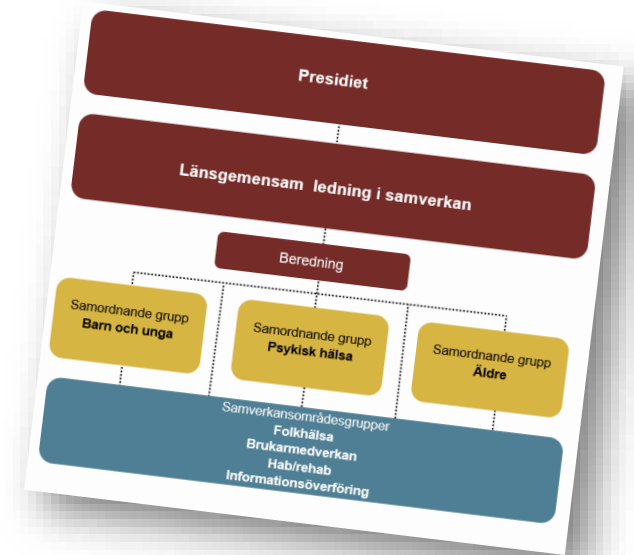 Presidiet
Länsgemensam ledning i samverkan
Beredning
Samordnande grupp
Barn och unga
Samordnande grupp
Psykisk hälsa
Samordnande grupp
Äldre
Samverkansområdesgrupper
Folkhälsa
Brukarmedverkan
Hab/rehab
Informationsöverföring